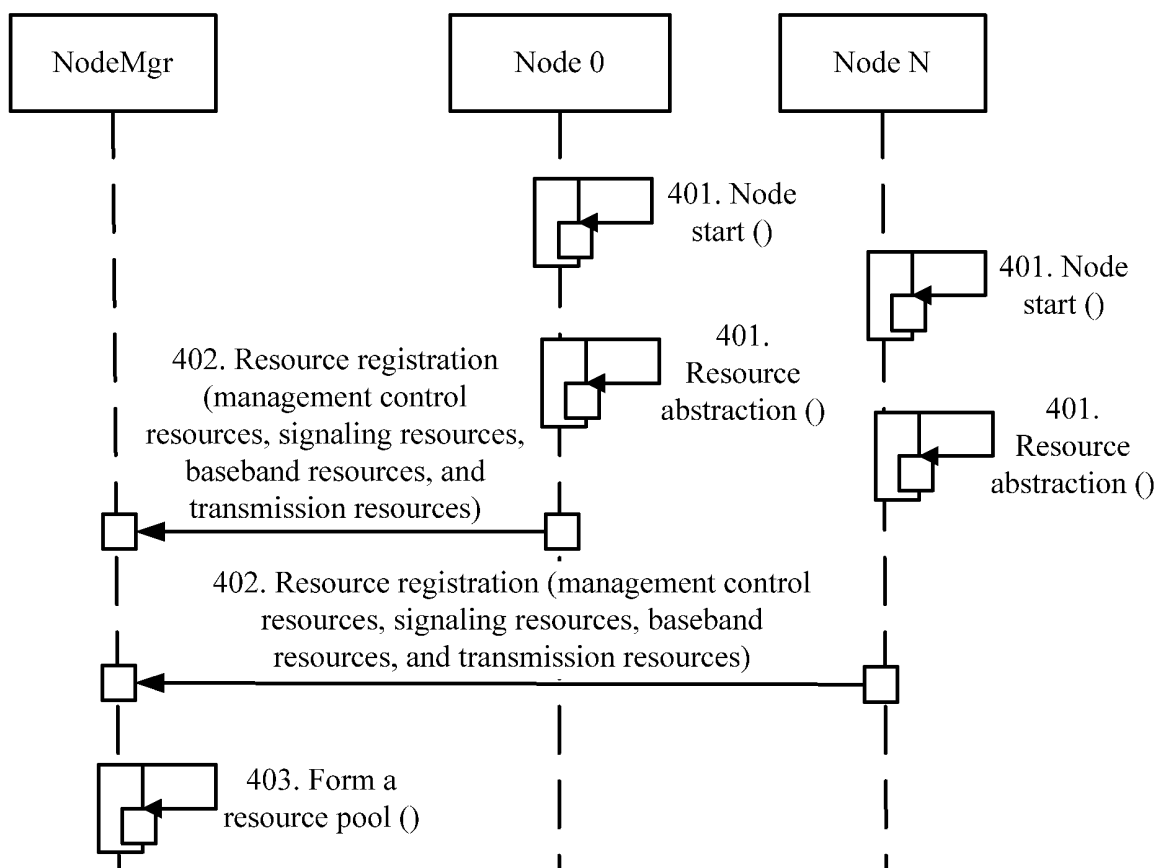 NodeMgr
Node 0
Node N
401. Node
start ()
401. Node
start ()
401.
Resource
abstraction ()
402. Resource registration
(management control
resources, signaling resources,
baseband resources, and
transmission resources)
401.
Resource
abstraction ()
402. Resource registration (management control
resources, signaling resources, baseband
resources, and transmission resources)
403. Form a
resource pool ()